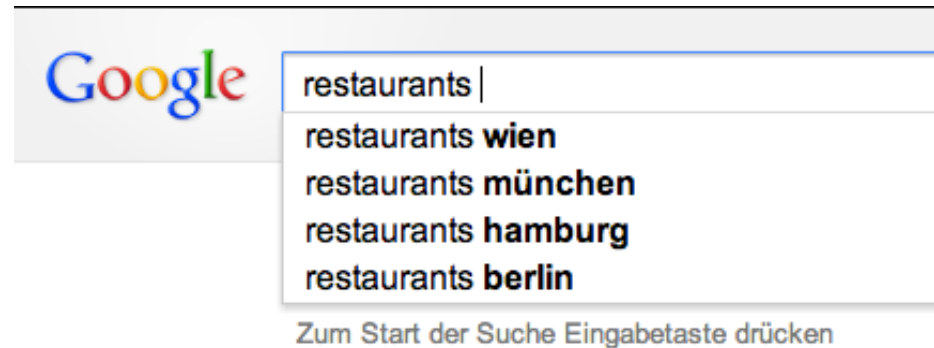 Google
restaurants
restaurants wien
restaurants münchen
restaurants hamburg
restaurants berlin
Zum Start der Suche Eingabetaste drücken